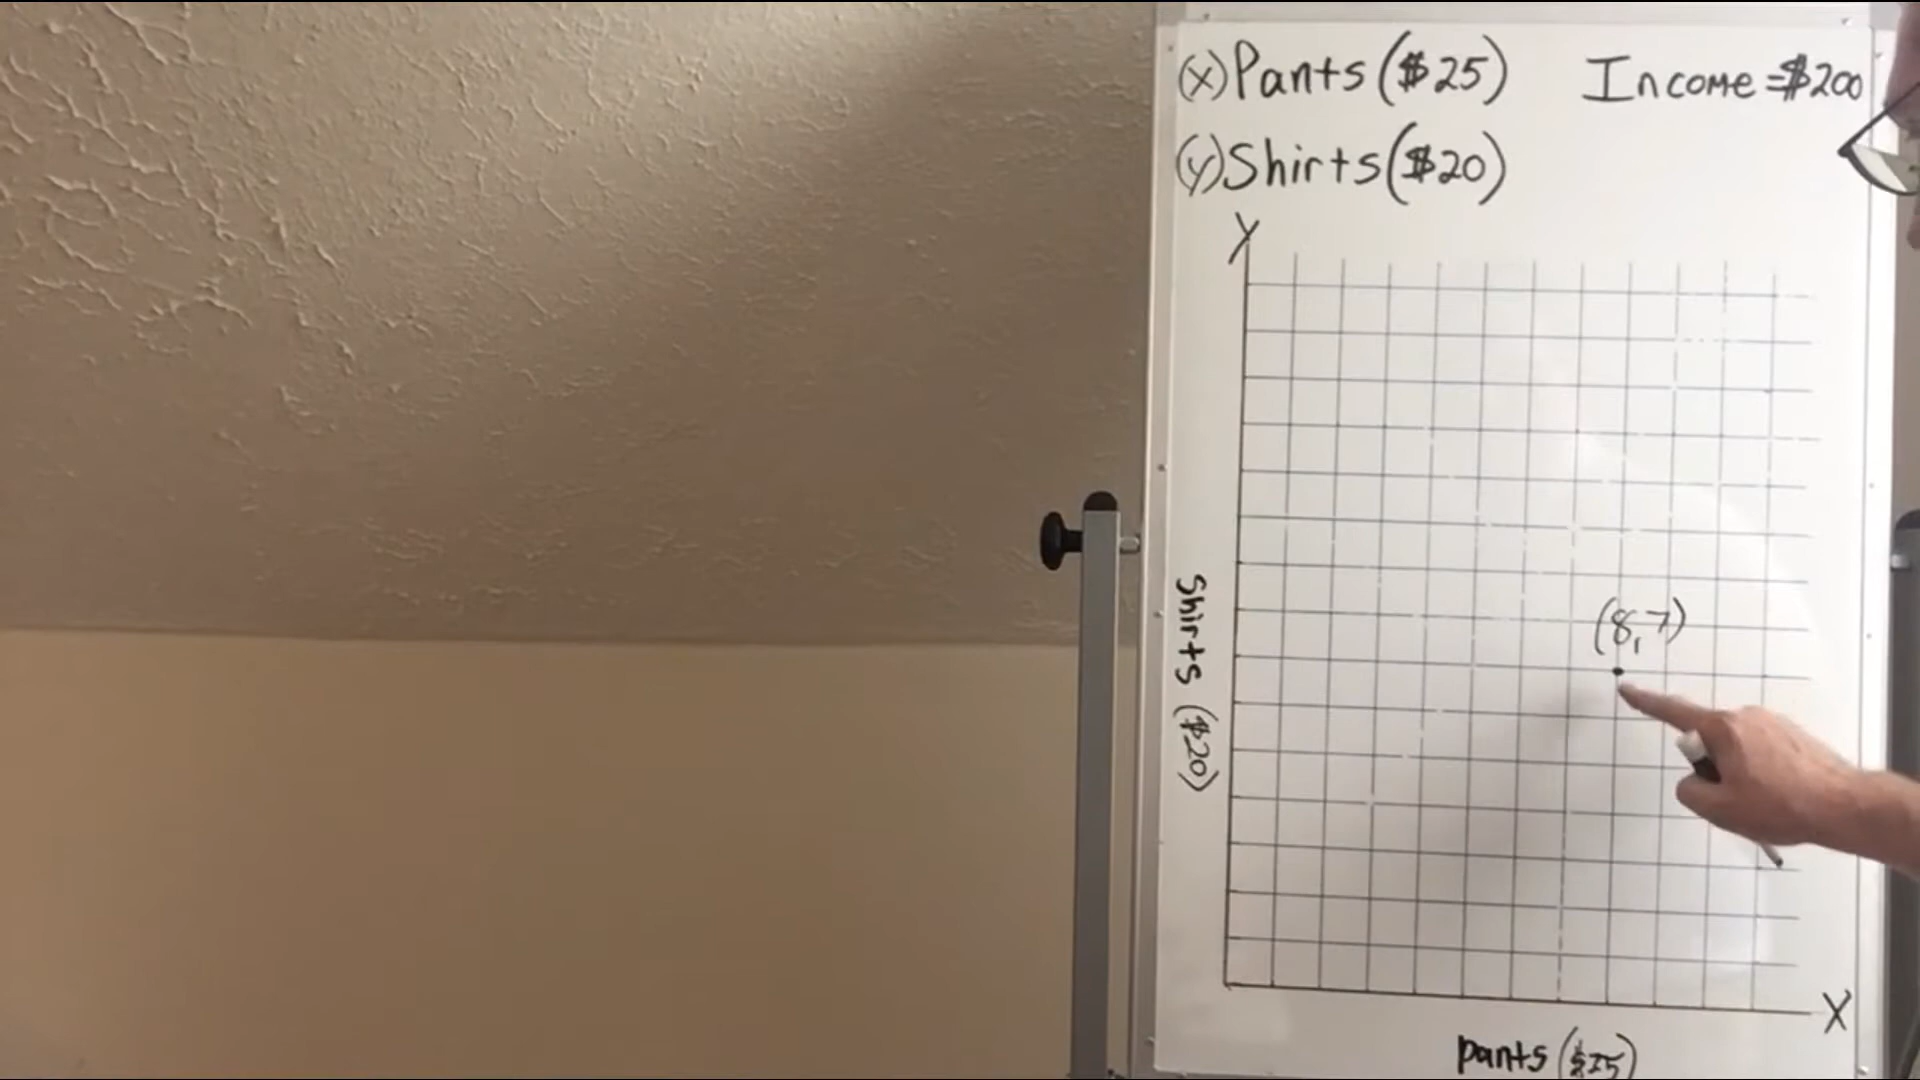 (x) Pants ($25) Income = $200
(y) Shirts ($20)
Y
(8, 7)
Shirts ($20)
X
pants ($25)